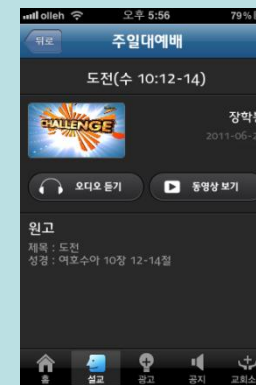 olleh 오후 5:56 79%
뒤로 주일대예배
도전(수 10:12-14)
CHALLENGE
장학
2011-06-2
오디오 듣기 동영상 보기
원고
제목 : 도전
성경 : 여호수아 10장 12-14절
홈 설교 광고 공지 교회소